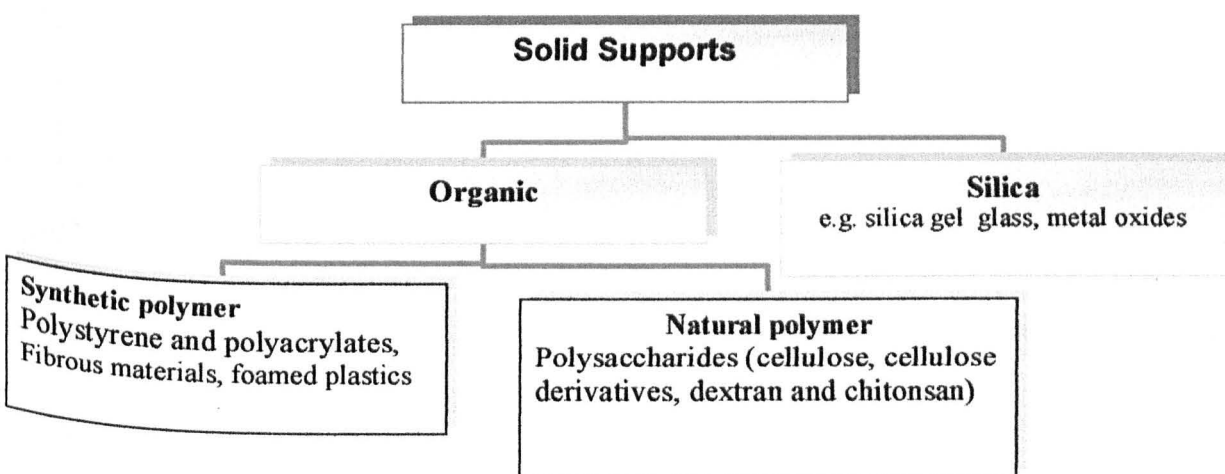 Solid Supports
Organic
Silica
e.g. silica gel glass, metal oxides
Synthetic polymer
Polystyrene and polyacrylates,
Fibrous materials, foamed plastics
Natural polymer
Polysaccharides (cellulose, cellulose
derivatives, dextran and chitonsan)